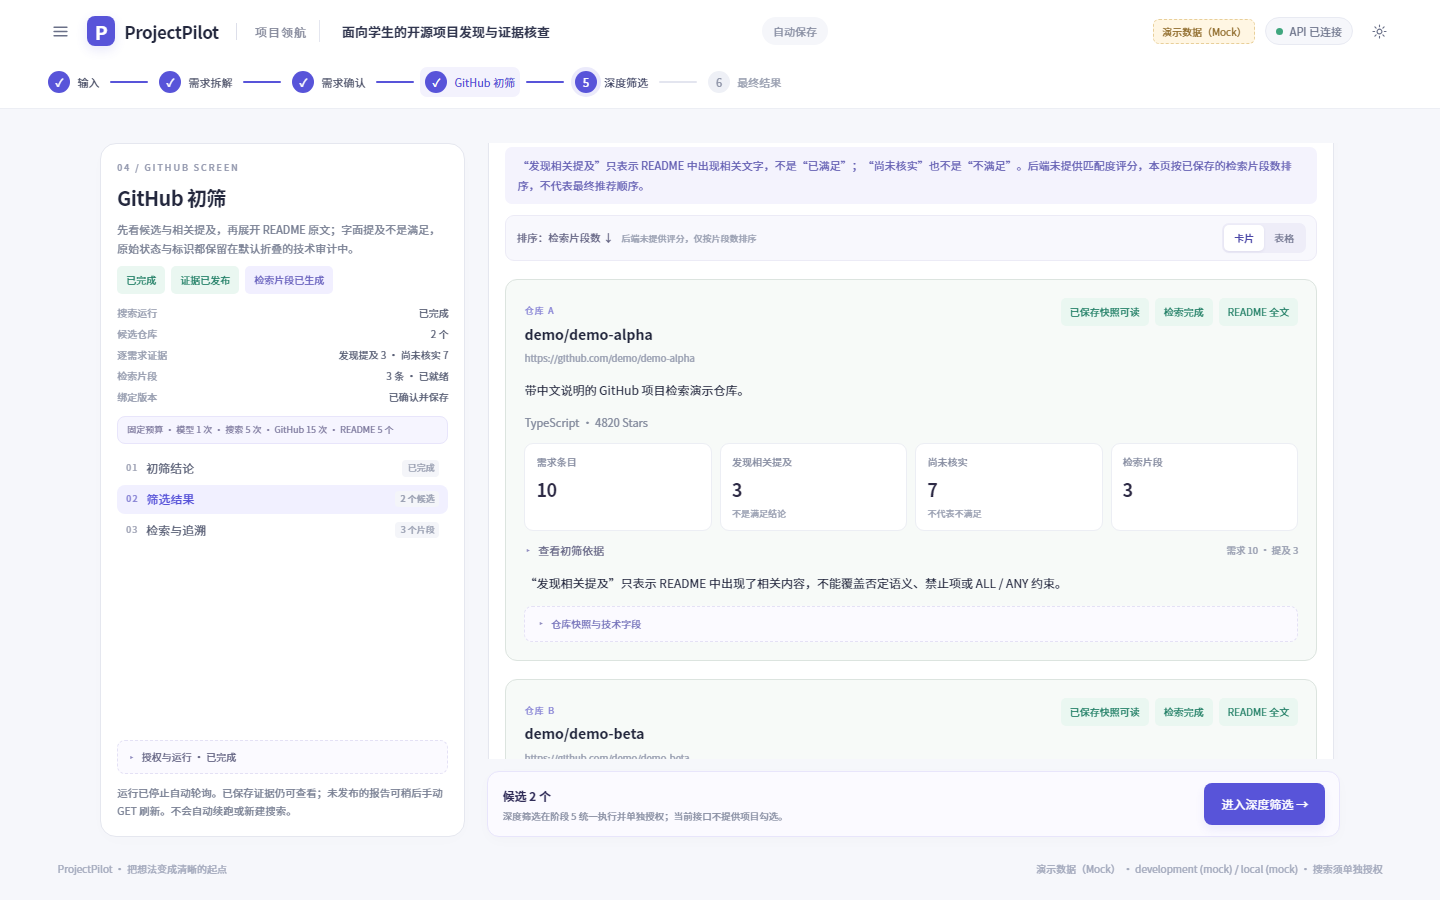 P ProjectPilot 项目领航 面向学生的开源项目发现与证据核查 自动保存 演示数据（Mock） API 已连接
✓ 输入 ✓ 需求拆解 ✓ 需求确认 ✓ GitHub 初筛 5 深度筛选 6 最终结果
04 / GITHUB SCREEN
GitHub 初筛
先看候选与相关提及，再展开 README 原文；字面提及不是满足，
原始状态与标识都保留在默认折叠的技术审计中。
已完成 证据已发布 检索片段已生成
搜索运行 已完成
候选仓库 2 个
逐需求证据 发现提及 3 · 尚未核实 7
检索片段 3 条 · 已就绪
绑定版本 已确认并保存
固定预算 · 模型 1 次 · 搜索 5 次 · GitHub 15 次 · README 5 个
01 初筛结论 已完成
02 筛选结果 2 个候选
03 检索与追溯 3 个片段
授权与运行 · 已完成
运行已停止自动轮询。已保存证据仍可查看；未发布的报告可稍后手动
GET 刷新。不会自动续跑或新建搜索。
“发现相关提及”只表示 README 中出现相关文字，不是“已满足”；“尚未核实”也不是“不满足”。后端未提供匹配度评分，本页按已保存的检索片段数排
序，不代表最终推荐顺序。
排序：检索片段数 ↓ 后端未提供评分，仅按片段数排序 卡片 表格
仓库 A 已保存快照可读 检索完成 README 全文
demo/demo-alpha
https://github.com/demo/demo-alpha
带中文说明的 GitHub 项目检索演示仓库。
TypeScript · 4820 Stars
需求条目 发现相关提及 尚未核实 检索片段
10 3 7 3
不是满足结论 不代表不满足
查看初筛依据 需求 10 · 提及 3
“发现相关提及”只表示 README 中出现了相关内容，不能覆盖否定语义、禁止项或 ALL / ANY 约束。
仓库快照与技术字段
仓库 B 已保存快照可读 检索完成 README 全文
demo/demo-beta
https://github.com/demo/demo-beta
候选 2 个
深度筛选在阶段 5 统一执行并单独授权；当前接口不提供项目勾选。
进入深度筛选 →
ProjectPilot · 把想法变成清晰的起点 演示数据（Mock） · development (mock) / local (mock) · 搜索须单独授权